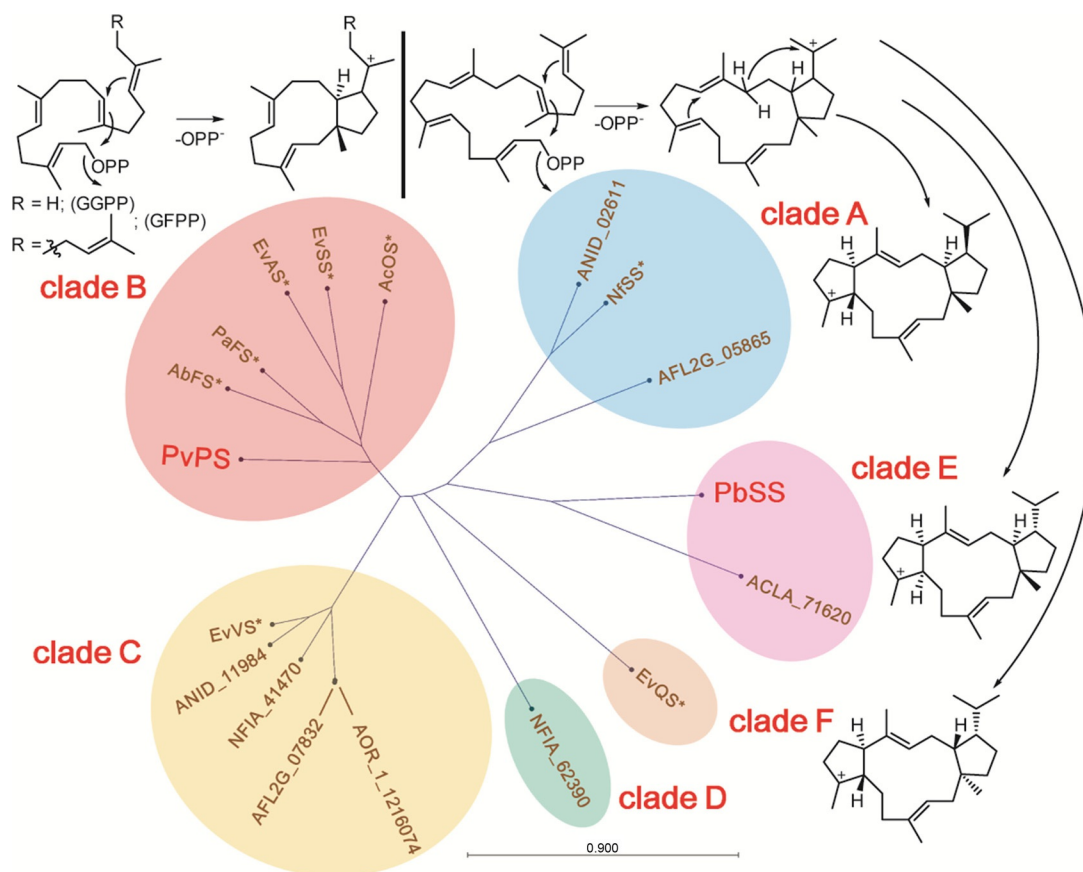 R
R
H
+
H
H
H
+
-OPP⁻
-OPP⁻
OPP
OPP
R = H; (GGPP)
; (GFPP)
R =
clade B
EvAS*
EvSS*
AcOS*
PaFS*
AbFS*
PvPS
ANID_02611
NfSS*
AFL2G_05865
clade A
H
H
+
H
clade E
PbSS
ACLA_71620
H
H
+
H
clade C
EvVS*
ANID_11984
NFIA_41470
AFL2G_07832
AOR_1_1216074
NFIA_62390
clade D
EvQS*
clade F
H
H
+
H
0.900